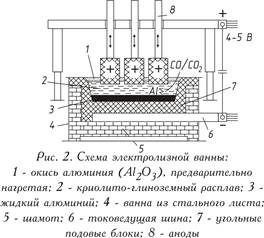 8
+
4-5 В
1
CO/CO₂
2
Al
3
7
4
6
5
Рис. 2. Схема электролизной ванны:
1 - окись алюминия (Al₂O₃), предварительно
нагретая; 2 - криолито-глиноземный расплав; 3 -
жидкий алюминий; 4 - ванна из стального листа;
5 - шамот; 6 - токоведущая шина; 7 - угольные
подовые блоки; 8 - аноды